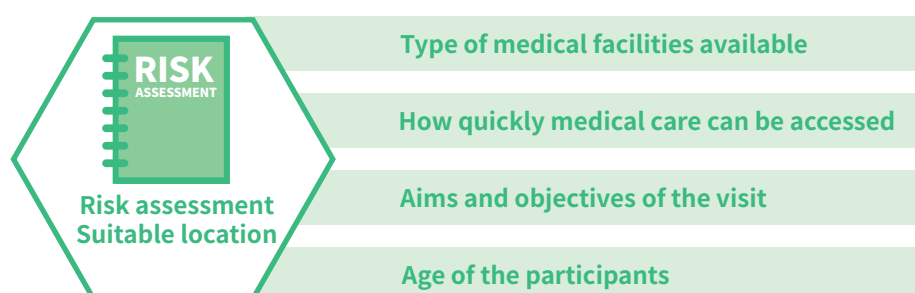 RISK
ASSESSMENT
Risk assessment
Suitable location
Type of medical facilities available
How quickly medical care can be accessed
Aims and objectives of the visit
Age of the participants